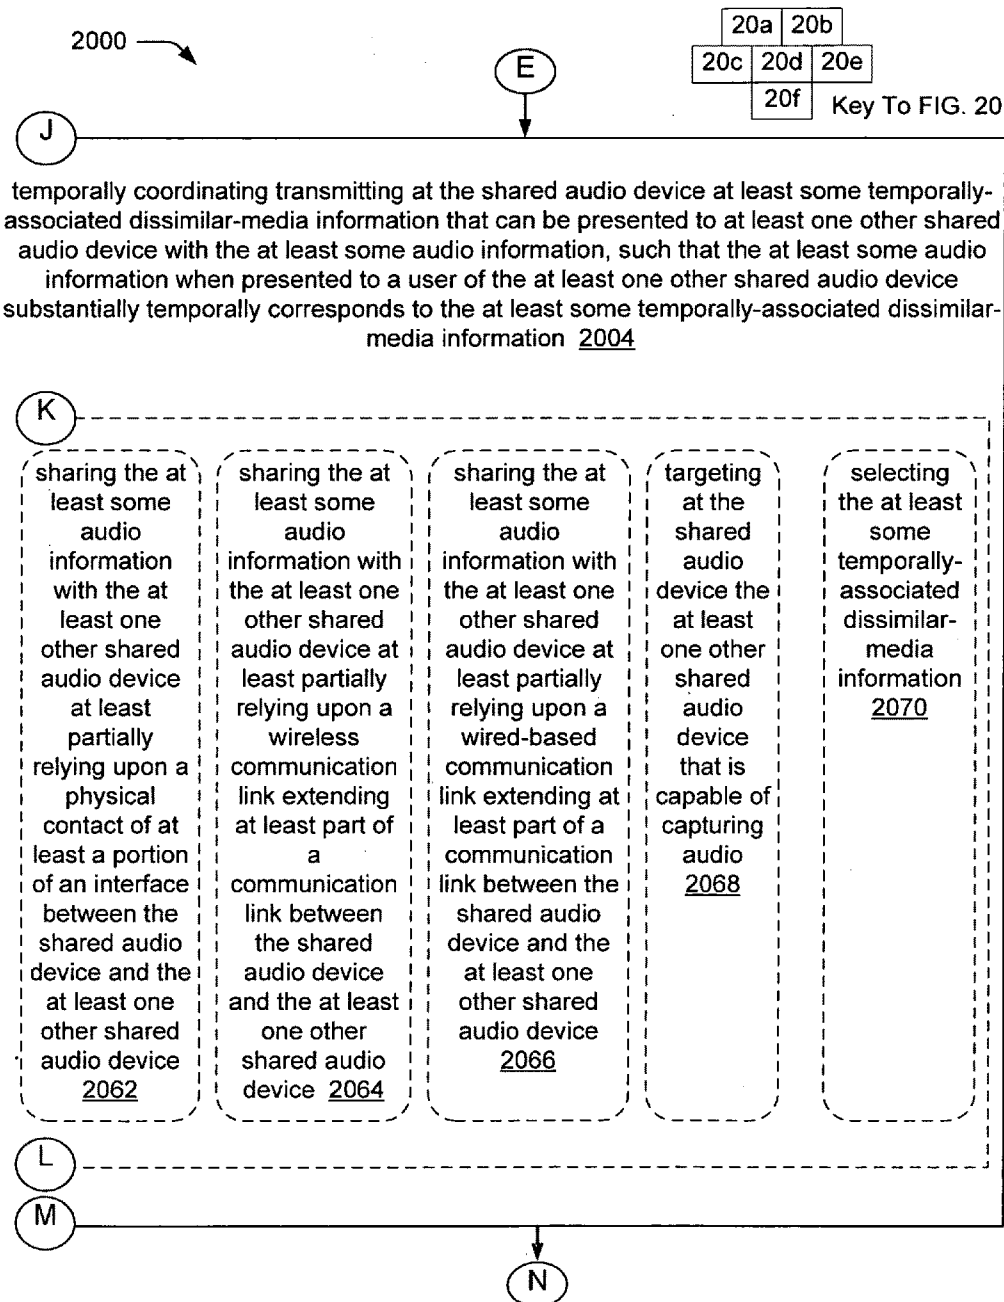 2000
E
20a 20b
20c 20d 20e
20f
Key To FIG. 20
J
temporally coordinating transmitting at the shared audio device at least some temporally-
associated dissimilar-media information that can be presented to at least one other shared
audio device with the at least some audio information, such that the at least some audio
information when presented to a user of the at least one other shared audio device
substantially temporally corresponds to the at least some temporally-associated dissimilar-
media information 2004
K
sharing the at
least some
audio
information
with the at
least one
other shared
audio device
at least
partially
relying upon a
physical
contact of at
least a portion
of an interface
between the
shared audio
device and the
at least one
other shared
audio device
2062
sharing the at
least some
audio
information with
the at least one
other shared
audio device at
least partially
relying upon a
wireless
communication
link extending
at least part of
a
communication
link between
the shared
audio device
and the at least
one other
shared audio
device 2064
sharing the at
least some
audio
information with
the at least one
other shared
audio device at
least partially
relying upon a
wired-based
communication
link extending at
least part of a
communication
link between the
shared audio
device and the
at least one
other shared
audio device
2066
targeting
at the
shared
audio
device the
at least
one other
shared
audio
device
that is
capable of
capturing
audio
2068
selecting
the at least
some
temporally-
associated
dissimilar-
media
information
2070
L
M
N